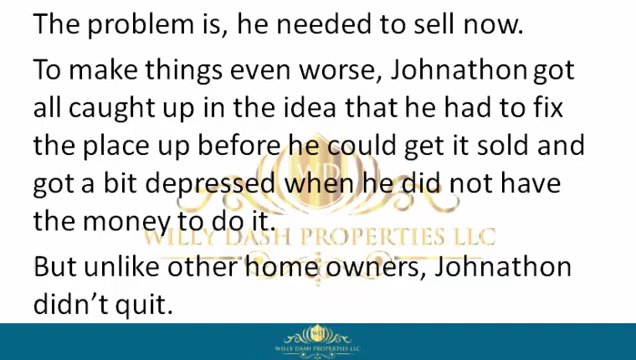 The problem is, he needed to sell now.
To make things even worse, Johnathon got
all caught up in the idea that he had to fix
the place up before he could get it sold and
got a bit depressed when he did not have
the money to do it.
WILLY DASH PROPERTIES LLC
But unlike other home owners, Johnathon
didn't quit.
WILLY DASH PROPERTIES LLC